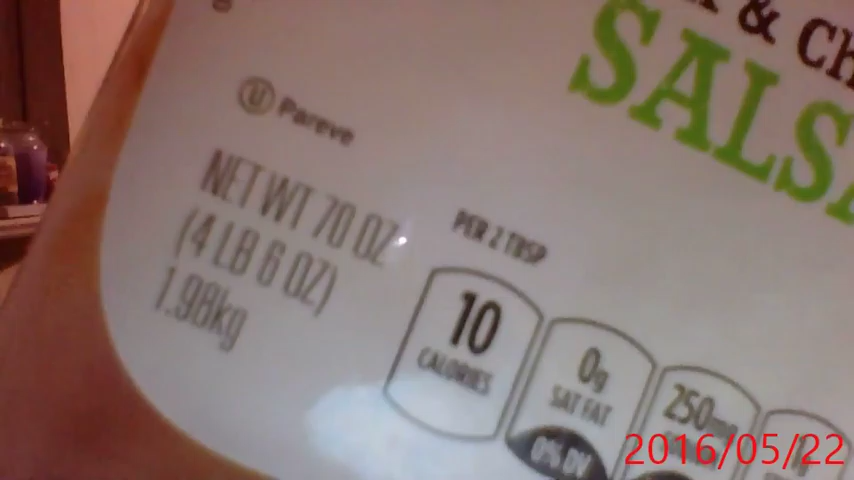 & Ch
SALSA
U Pareve
NET WT 70 OZ
(4 LB 6 OZ)
1.98kg
PER 2 TBSP
10
CALORIES
0g
SAT FAT
0% DV
250mg
2016/05/22